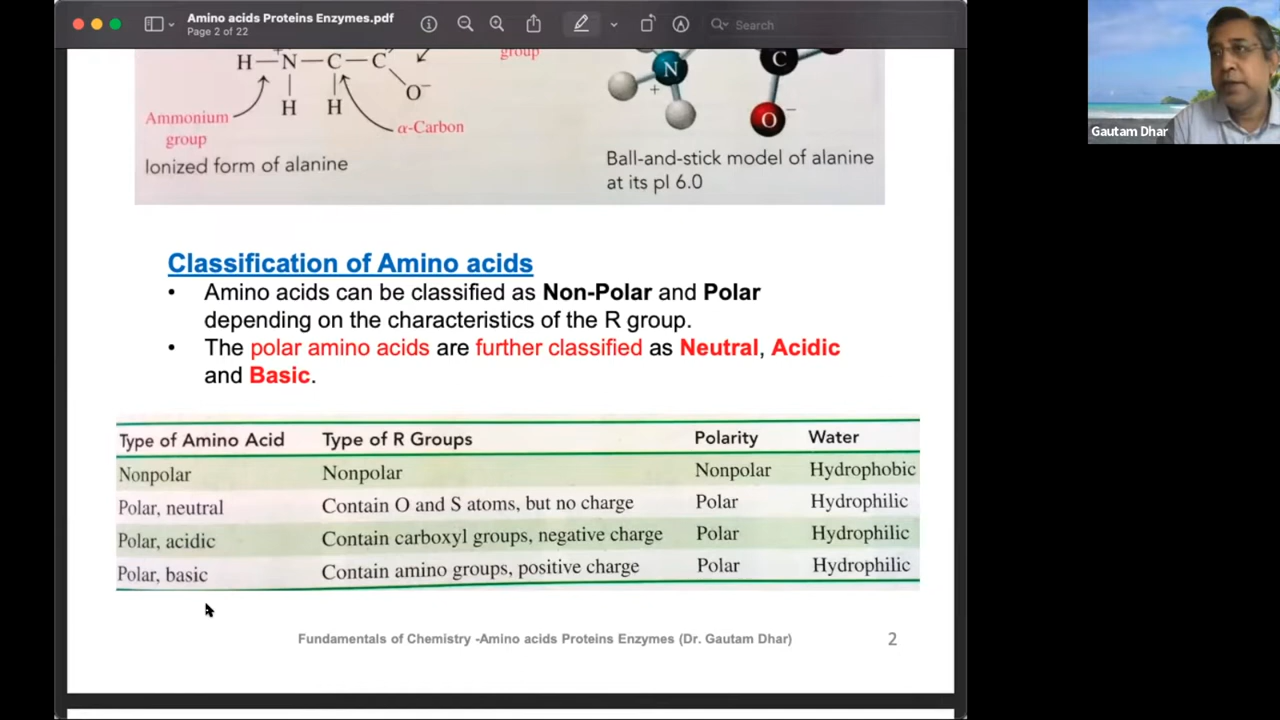 Amino acids Proteins Enzymes.pdf
Page 2 of 22
Search
Gautam Dhar
H—N—C—C
group
O⁻
H H
Ammonium
group
α-Carbon
Ionized form of alanine
N
+
C
O
−
Ball-and-stick model of alanine
at its pI 6.0
Classification of Amino acids
• Amino acids can be classified as Non-Polar and Polar
depending on the characteristics of the R group.
• The polar amino acids are further classified as Neutral, Acidic
and Basic.
Type of Amino Acid Type of R Groups Polarity Water
Nonpolar Nonpolar Nonpolar Hydrophobic
Polar, neutral Contain O and S atoms, but no charge Polar Hydrophilic
Polar, acidic Contain carboxyl groups, negative charge Polar Hydrophilic
Polar, basic Contain amino groups, positive charge Polar Hydrophilic
Fundamentals of Chemistry -Amino acids Proteins Enzymes (Dr. Gautam Dhar)
2